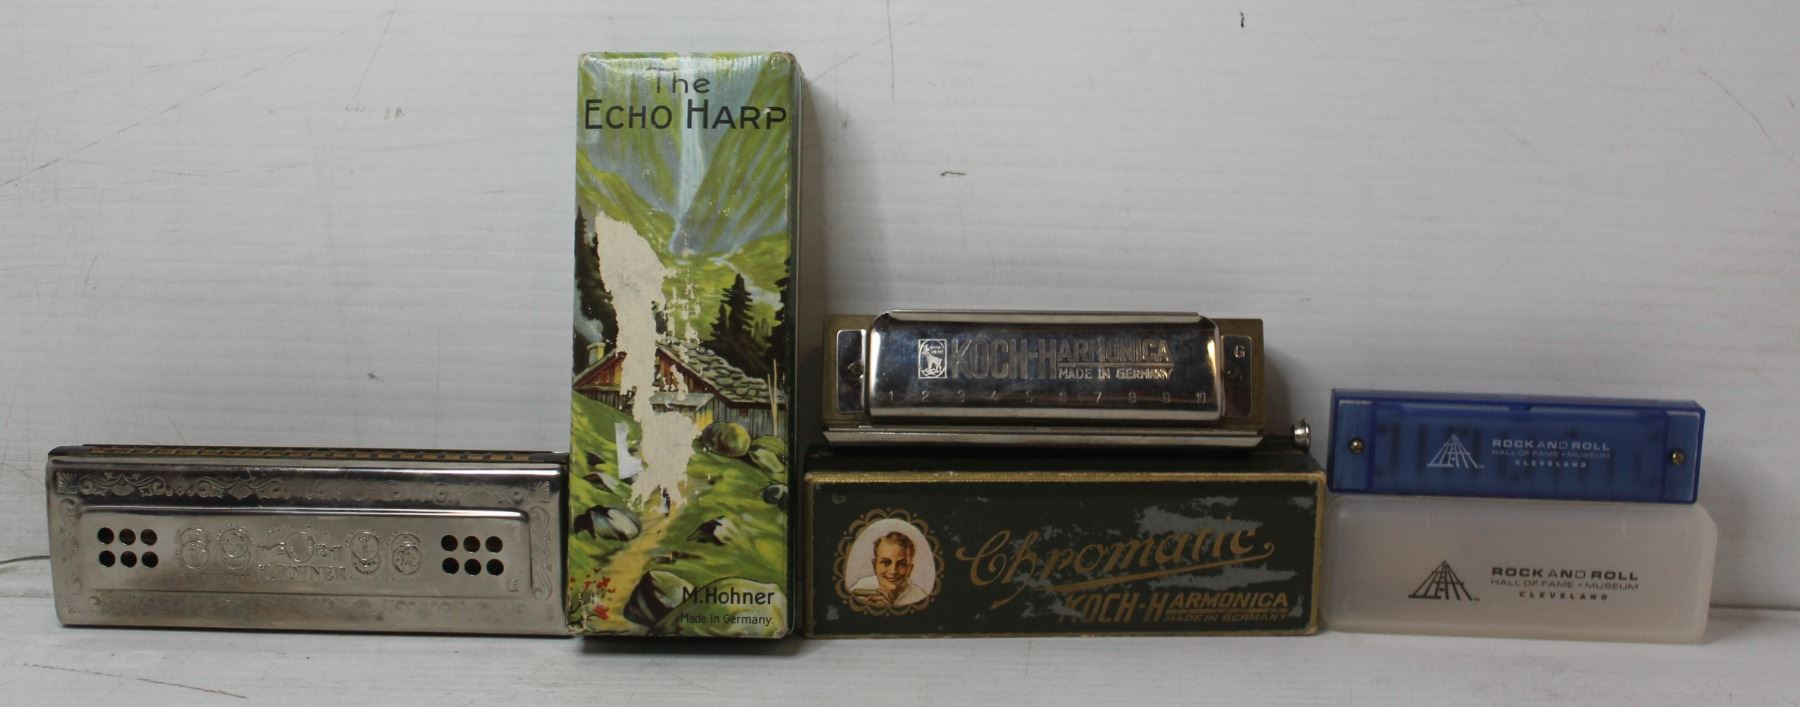 M. HOHNER
G
The
ECHO HARP
M. Hohner
Made in Germany
KOCH-HARMONICA
MADE IN GERMANY
G
1 2 3 4 5 6 7 8 9 10
Chromatic
KOCH-HARMONICA
MADE IN GERMANY
ROCK AND ROLL
HALL OF FAME + MUSEUM
CLEVELAND
ROCK AND ROLL
HALL OF FAME + MUSEUM
CLEVELAND